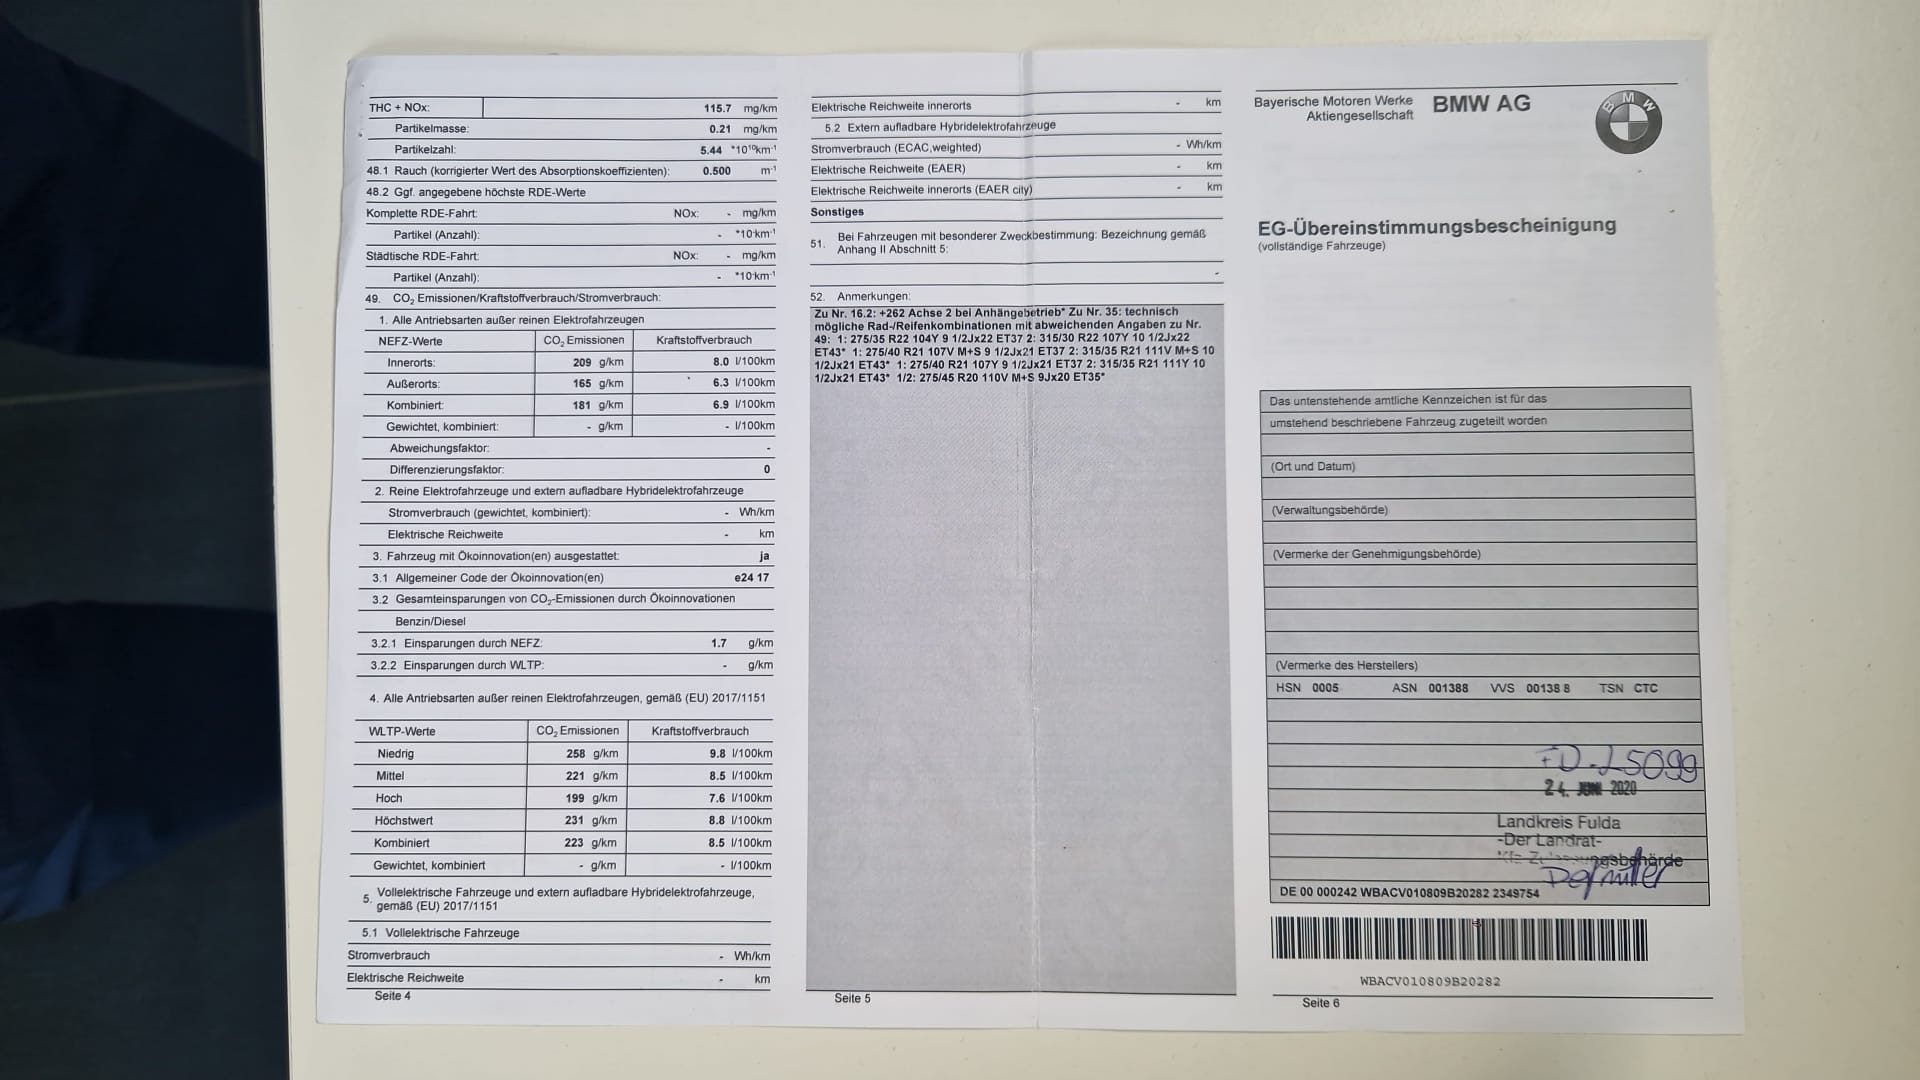 THC + NOx: 115.7 mg/km
Partikelmasse: 0.21 mg/km
Partikelzahl: 5.44 *10¹⁰km⁻¹
48.1 Rauch (korrigierter Wert des Absorptionskoeffizienten): 0.500 m⁻¹
48.2 Ggf. angegebene höchste RDE-Werte
Komplette RDE-Fahrt: NOx: - mg/km
Partikel (Anzahl): - *10·km⁻¹
Städtische RDE-Fahrt: NOx: - mg/km
Partikel (Anzahl): - *10·km⁻¹
49. CO₂ Emissionen/Kraftstoffverbrauch/Stromverbrauch:
1. Alle Antriebsarten außer reinen Elektrofahrzeugen
NEFZ-Werte CO₂ Emissionen Kraftstoffverbrauch
Innerorts: 209 g/km 8.0 l/100km
Außerorts: 165 g/km 6.3 l/100km
Kombiniert: 181 g/km 6.9 l/100km
Gewichtet, kombiniert: - g/km - l/100km
Abweichungsfaktor: -
Differenzierungsfaktor: 0
2. Reine Elektrofahrzeuge und extern aufladbare Hybridelektrofahrzeuge
Stromverbrauch (gewichtet, kombiniert): - Wh/km
Elektrische Reichweite - km
3. Fahrzeug mit Ökoinnovation(en) ausgestattet: ja
3.1 Allgemeiner Code der Ökoinnovation(en) e24 17
3.2 Gesamteinsparungen von CO₂-Emissionen durch Ökoinnovationen
Benzin/Diesel
3.2.1 Einsparungen durch NEFZ: 1.7 g/km
3.2.2 Einsparungen durch WLTP: - g/km
4. Alle Antriebsarten außer reinen Elektrofahrzeugen, gemäß (EU) 2017/1151
WLTP-Werte CO₂ Emissionen Kraftstoffverbrauch
Niedrig 258 g/km 9.8 l/100km
Mittel 221 g/km 8.5 l/100km
Hoch 199 g/km 7.6 l/100km
Höchstwert 231 g/km 8.8 l/100km
Kombiniert 223 g/km 8.5 l/100km
Gewichtet, kombiniert - g/km - l/100km
5. Vollelektrische Fahrzeuge und extern aufladbare Hybridelektrofahrzeuge,
gemäß (EU) 2017/1151
5.1 Vollelektrische Fahrzeuge
Stromverbrauch - Wh/km
Elektrische Reichweite - km
Seite 4
Elektrische Reichweite innerorts - km
5.2 Extern aufladbare Hybridelektrofahrzeuge
Stromverbrauch (ECAC,weighted) - Wh/km
Elektrische Reichweite (EAER) - km
Elektrische Reichweite innerorts (EAER city) - km
Sonstiges
51. Bei Fahrzeugen mit besonderer Zweckbestimmung: Bezeichnung gemäß
Anhang II Abschnitt 5:
-
52. Anmerkungen:
Zu Nr. 16.2: +262 Achse 2 bei Anhängebetrieb* Zu Nr. 35: technisch
mögliche Rad-/Reifenkombinationen mit abweichenden Angaben zu Nr.
49: 1: 275/35 R22 104Y 9 1/2Jx22 ET37 2: 315/30 R22 107Y 10 1/2Jx22
ET43* 1: 275/40 R21 107V M+S 9 1/2Jx21 ET37 2: 315/35 R21 111V M+S 10
1/2Jx21 ET43* 1: 275/40 R21 107Y 9 1/2Jx21 ET37 2: 315/35 R21 111Y 10
1/2Jx21 ET43* 1/2: 275/45 R20 110V M+S 9Jx20 ET35*
Seite 5
Bayerische Motoren Werke BMW AG
Aktiengesellschaft
BMW
EG-Übereinstimmungsbescheinigung
(vollständige Fahrzeuge)
Das untenstehende amtliche Kennzeichen ist für das
umstehend beschriebene Fahrzeug zugeteilt worden
(Ort und Datum)
(Verwaltungsbehörde)
(Vermerke der Genehmigungsbehörde)
(Vermerke des Herstellers)
HSN 0005 ASN 001388 VVS 00138 8 TSN CTC
24. JUNI 2020
Landkreis Fulda
-Der Landrat-
DE 00 000242 WBACV010809B20282 2349754
WBACV010809B20282
Seite 6